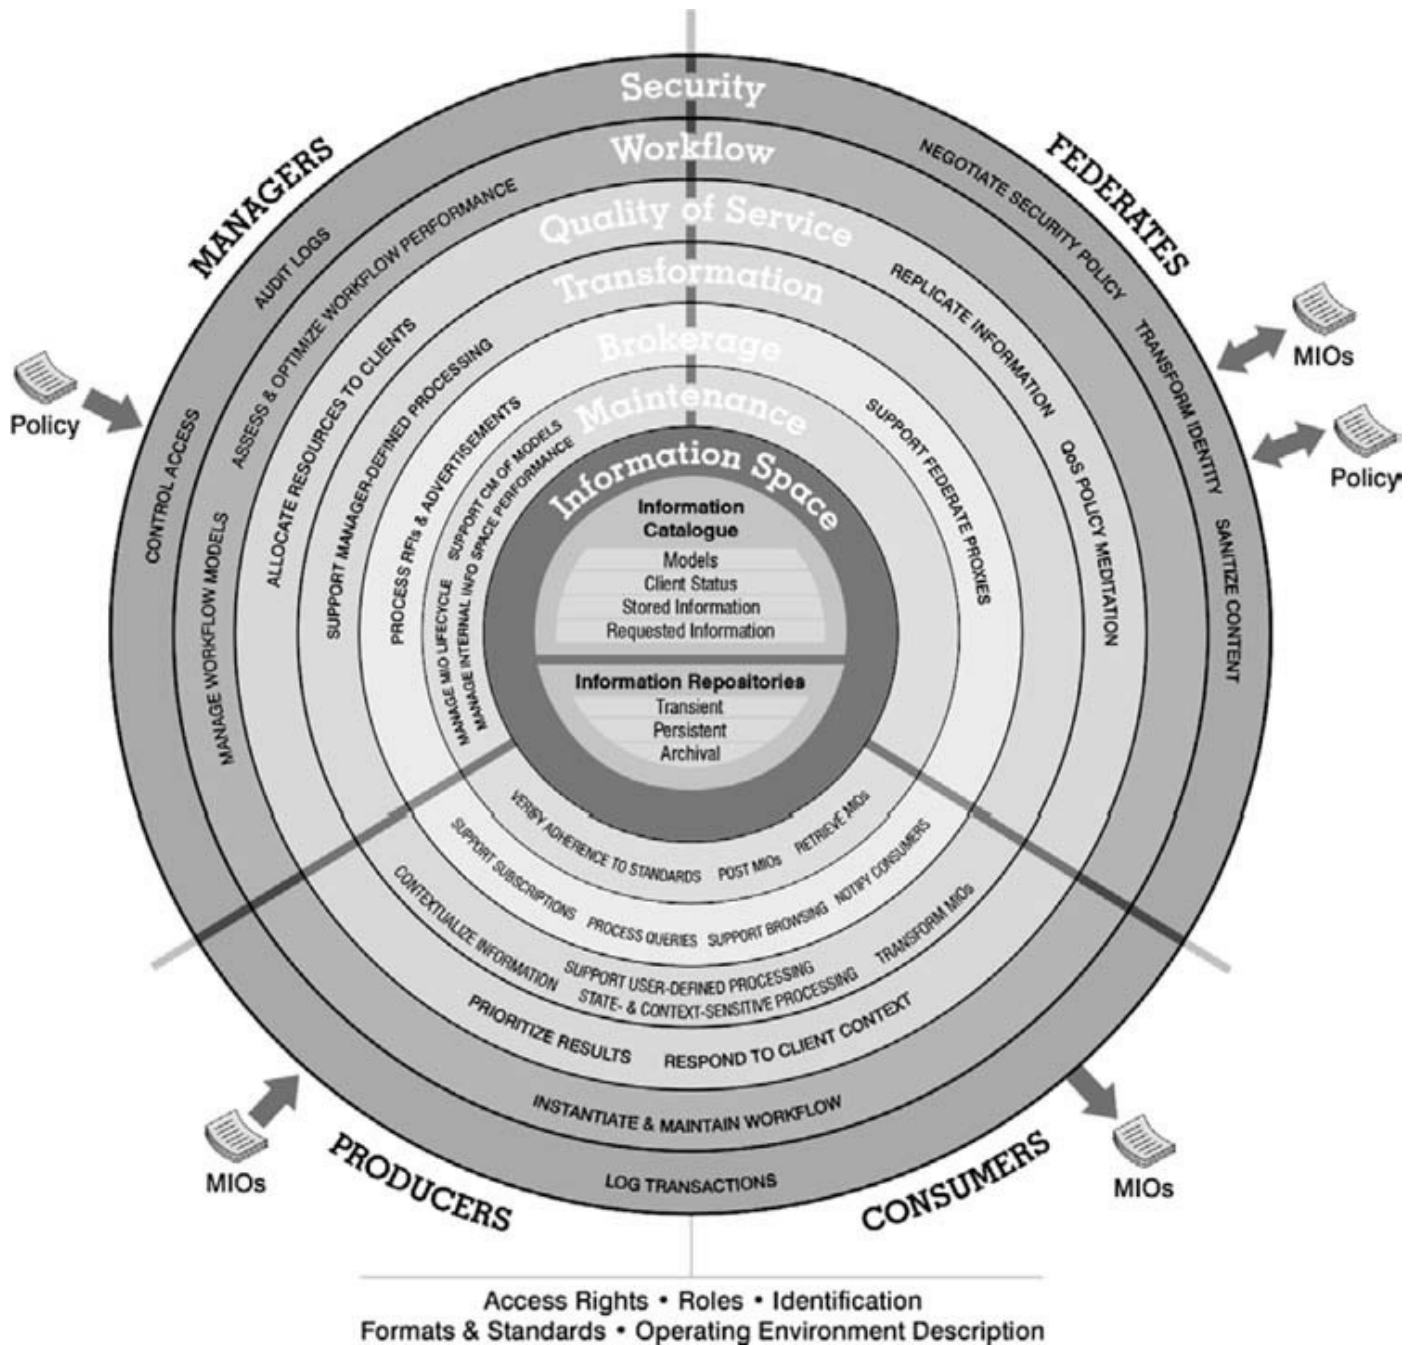 Security
Workflow
Quality of Service
Transformation
Brokerage
Maintenance
Information Space
Information
Catalogue
Models
Client Status
Stored Information
Requested Information
Information Repositories
Transient
Persistent
Archival
MANAGERS
Policy
CONTROL ACCESS
AUDIT LOGS
MANAGE WORKFLOW MODELS
ASSESS & OPTIMIZE WORKFLOW PERFORMANCE
ALLOCATE RESOURCES TO CLIENTS
SUPPORT MANAGER-DEFINED PROCESSING
PROCESS RFIs & ADVERTISEMENTS
MANAGE MIO LIFECYCLE
SUPPORT CM OF MODELS
MANAGE INTERNAL INFO SPACE PERFORMANCE
FEDERATES
MIOs
Policy
NEGOTIATE SECURITY POLICY
TRANSFORM IDENTITY
SANITIZE CONTENT
REPLICATE INFORMATION
QoS POLICY MEDITATION
SUPPORT FEDERATE PROXIES
VERIFY ADHERENCE TO STANDARDS
POST MIOs
RETRIEVE MIOs
SUPPORT SUBSCRIPTIONS
PROCESS QUERIES
SUPPORT BROWSING
NOTIFY CONSUMERS
CONTEXTUALIZE INFORMATION
SUPPORT USER-DEFINED PROCESSING
STATE- & CONTEXT-SENSITIVE PROCESSING
TRANSFORM MIOs
PRIORITIZE RESULTS
RESPOND TO CLIENT CONTEXT
INSTANTIATE & MAINTAIN WORKFLOW
LOG TRANSACTIONS
MIOs
PRODUCERS
CONSUMERS
MIOs
Access Rights • Roles • Identification
Formats & Standards • Operating Environment Description